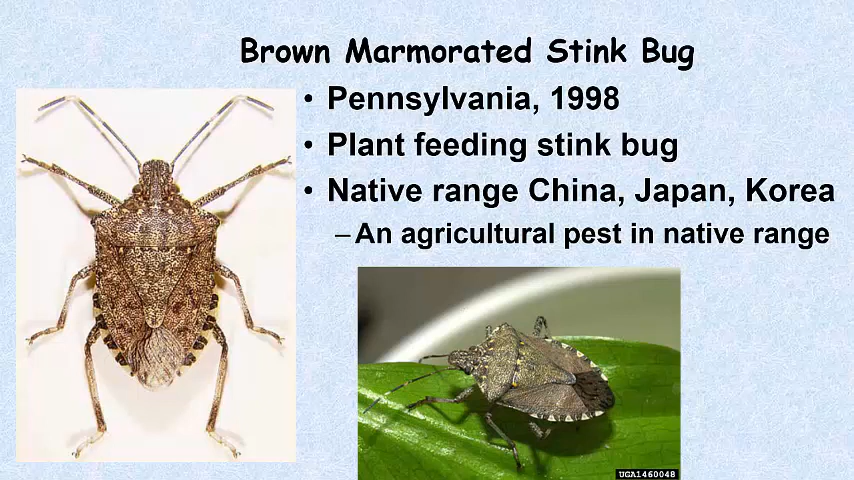 Brown Marmorated Stink Bug
• Pennsylvania, 1998
• Plant feeding stink bug
• Native range China, Japan, Korea
– An agricultural pest in native range
UGA1460048